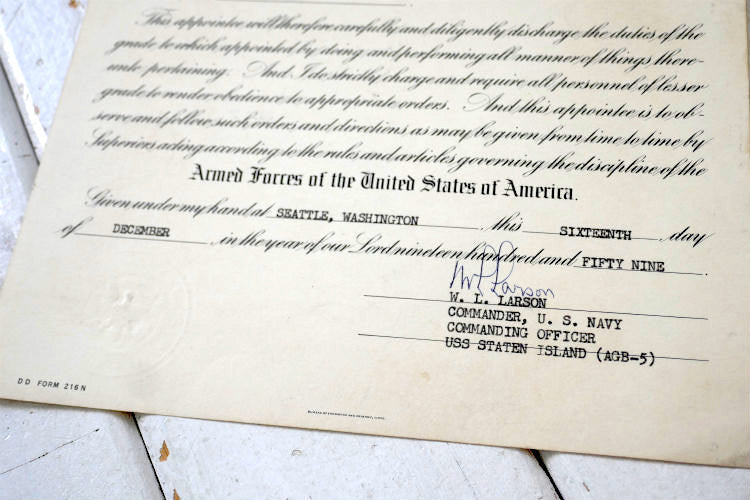 This appointee will therefore carefully and diligently discharge the duties of the
grade to which appointed by doing and performing all manner of things there-
unto pertaining. And I do strictly charge and require all personnel of lesser
grade to render obedience to appropriate orders. And this appointee is to ob-
serve and follow such orders and directions as may be given from time to time by
Superiors acting according to the rules and articles governing the discipline of the
Armed Forces of the United States of America.
Given under my hand at SEATTLE, WASHINGTON this SIXTEENTH day
of DECEMBER in the year of our Lord nineteen hundred and FIFTY NINE
W L Larson
W. L. LARSON
COMMANDER, U. S. NAVY
COMMANDING OFFICER
USS STATEN ISLAND (AGB-5)
DD FORM 216N